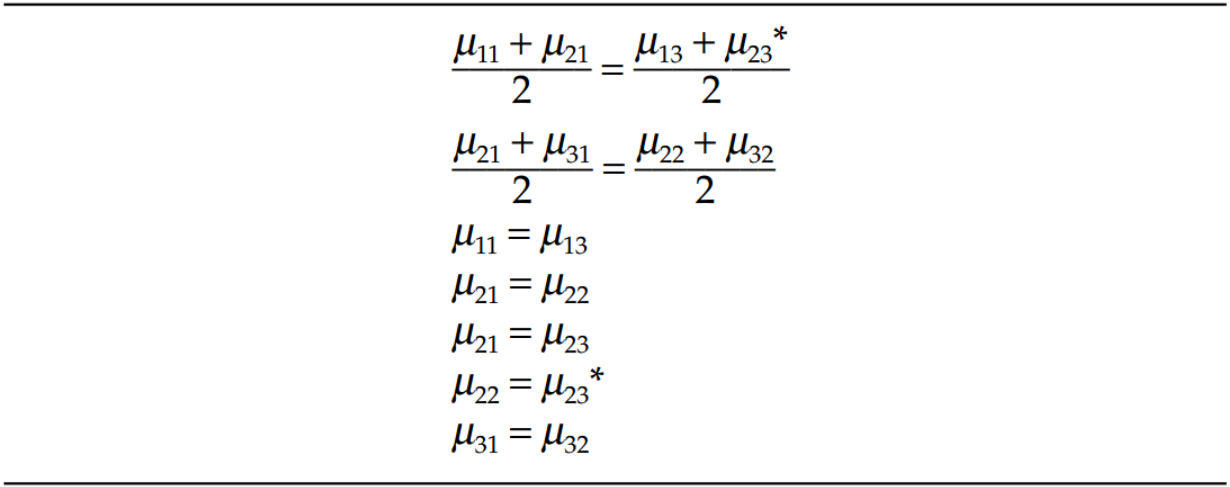 (μ₁₁ + μ₂₁)/2 = (μ₁₃ + μ₂₃*)/2
(μ₂₁ + μ₃₁)/2 = (μ₂₂ + μ₃₂)/2
μ₁₁ = μ₁₃
μ₂₁ = μ₂₂
μ₂₁ = μ₂₃
μ₂₂ = μ₂₃*
μ₃₁ = μ₃₂